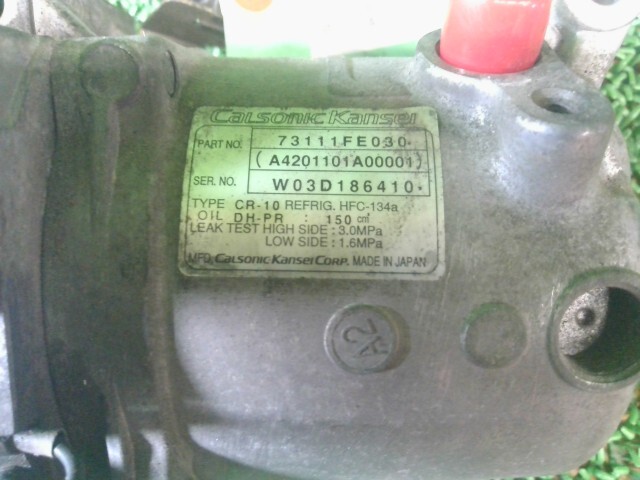 CALSONIC KANSEI
PART NO. 73111FE030
(A4201101A00001)
SER. NO. W03D186410
TYPE CR-10 REFRIG. HFC-134a
OIL DH-PR : 150 cm³
LEAK TEST HIGH SIDE : 3.0MPa
LOW SIDE : 1.6MPa
MFD. CALSONIC KANSEI CORP. MADE IN JAPAN
A2